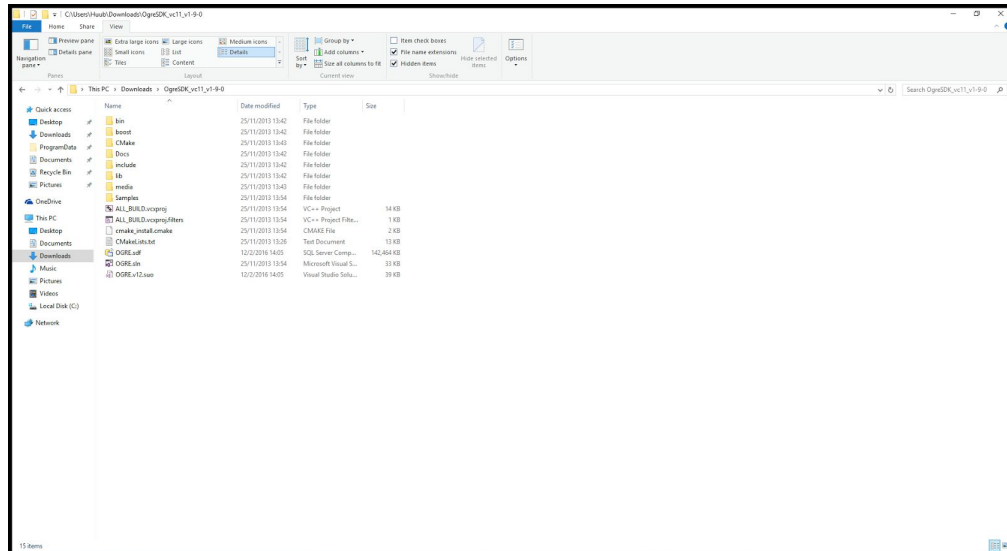 C:\Users\Huub\Downloads\OgreSDK_vc11_v1-9-0
File Home Share View
Navigation pane
Preview pane
Details pane
Panes
Extra large icons Large icons Medium icons
Small icons List Details
Tiles Content
Layout
Sort by
Group by
Add columns
Size all columns to fit
Current view
Item check boxes
File name extensions
Hidden items
Hide selected items
Show/hide
Options
This PC > Downloads > OgreSDK_vc11_v1-9-0
Search OgreSDK_vc11_v1-9-0
Quick access
Desktop
Downloads
ProgramData
Documents
Recycle Bin
Pictures
OneDrive
This PC
Desktop
Documents
Downloads
Music
Pictures
Videos
Local Disk (C:)
Network
Name Date modified Type Size
bin 25/11/2013 13:42 File folder
boost 25/11/2013 13:42 File folder
CMake 25/11/2013 13:43 File folder
Docs 25/11/2013 13:42 File folder
include 25/11/2013 13:42 File folder
lib 25/11/2013 13:42 File folder
media 25/11/2013 13:43 File folder
Samples 25/11/2013 13:54 File folder
ALL_BUILD.vcxproj 25/11/2013 13:54 VC++ Project 14 KB
ALL_BUILD.vcxproj.filters 25/11/2013 13:54 VC++ Project Filte... 1 KB
cmake_install.cmake 25/11/2013 13:54 CMAKE File 2 KB
CMakeLists.txt 25/11/2013 13:26 Text Document 13 KB
OGRE.sdf 12/2/2016 14:05 SQL Server Comp... 142,464 KB
OGRE.sln 25/11/2013 13:54 Microsoft Visual S... 33 KB
OGRE.v12.suo 12/2/2016 14:05 Visual Studio Solu... 39 KB
15 items